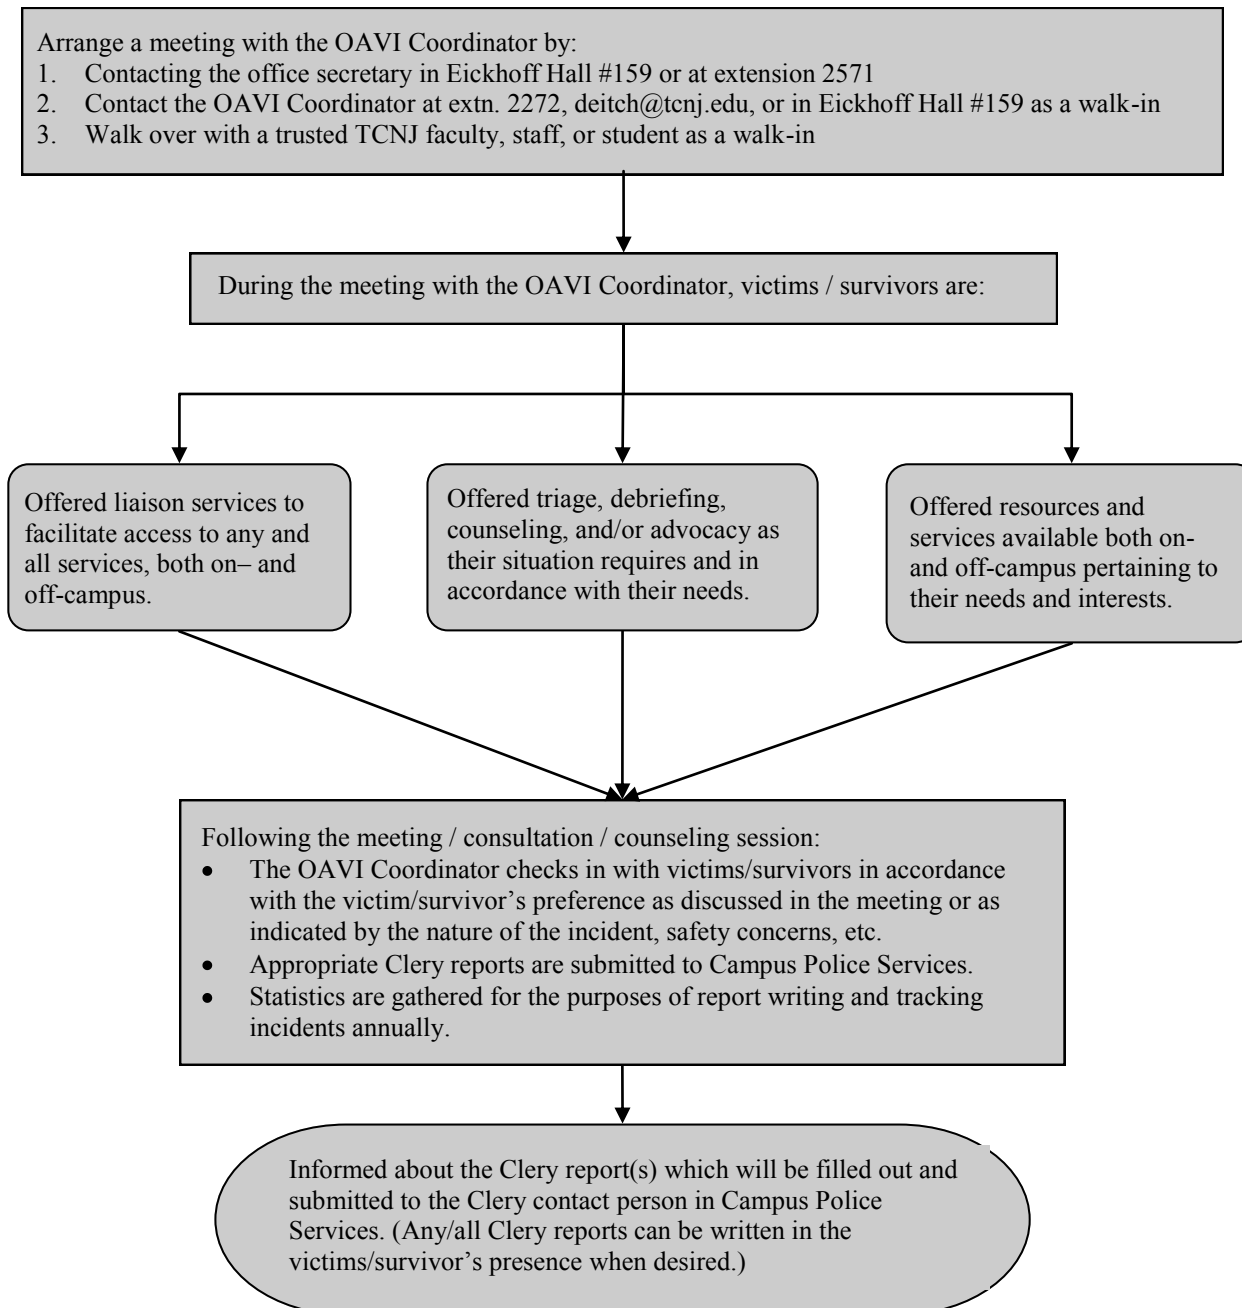 Arrange a meeting with the OAVI Coordinator by:
1. Contacting the office secretary in Eickhoff Hall #159 or at extension 2571
2. Contact the OAVI Coordinator at extn. 2272, deitch@tcnj.edu, or in Eickhoff Hall #159 as a walk-in
3. Walk over with a trusted TCNJ faculty, staff, or student as a walk-in
During the meeting with the OAVI Coordinator, victims / survivors are:
Offered liaison services to
facilitate access to any and
all services, both on– and
off-campus.
Offered triage, debriefing,
counseling, and/or advocacy as
their situation requires and in
accordance with their needs.
Offered resources and
services available both on-
and off-campus pertaining to
their needs and interests.
Following the meeting / consultation / counseling session:
• The OAVI Coordinator checks in with victims/survivors in accordance
with the victim/survivor’s preference as discussed in the meeting or as
indicated by the nature of the incident, safety concerns, etc.
• Appropriate Clery reports are submitted to Campus Police Services.
• Statistics are gathered for the purposes of report writing and tracking
incidents annually.
Informed about the Clery report(s) which will be filled out and
submitted to the Clery contact person in Campus Police
Services. (Any/all Clery reports can be written in the
victims/survivor’s presence when desired.)